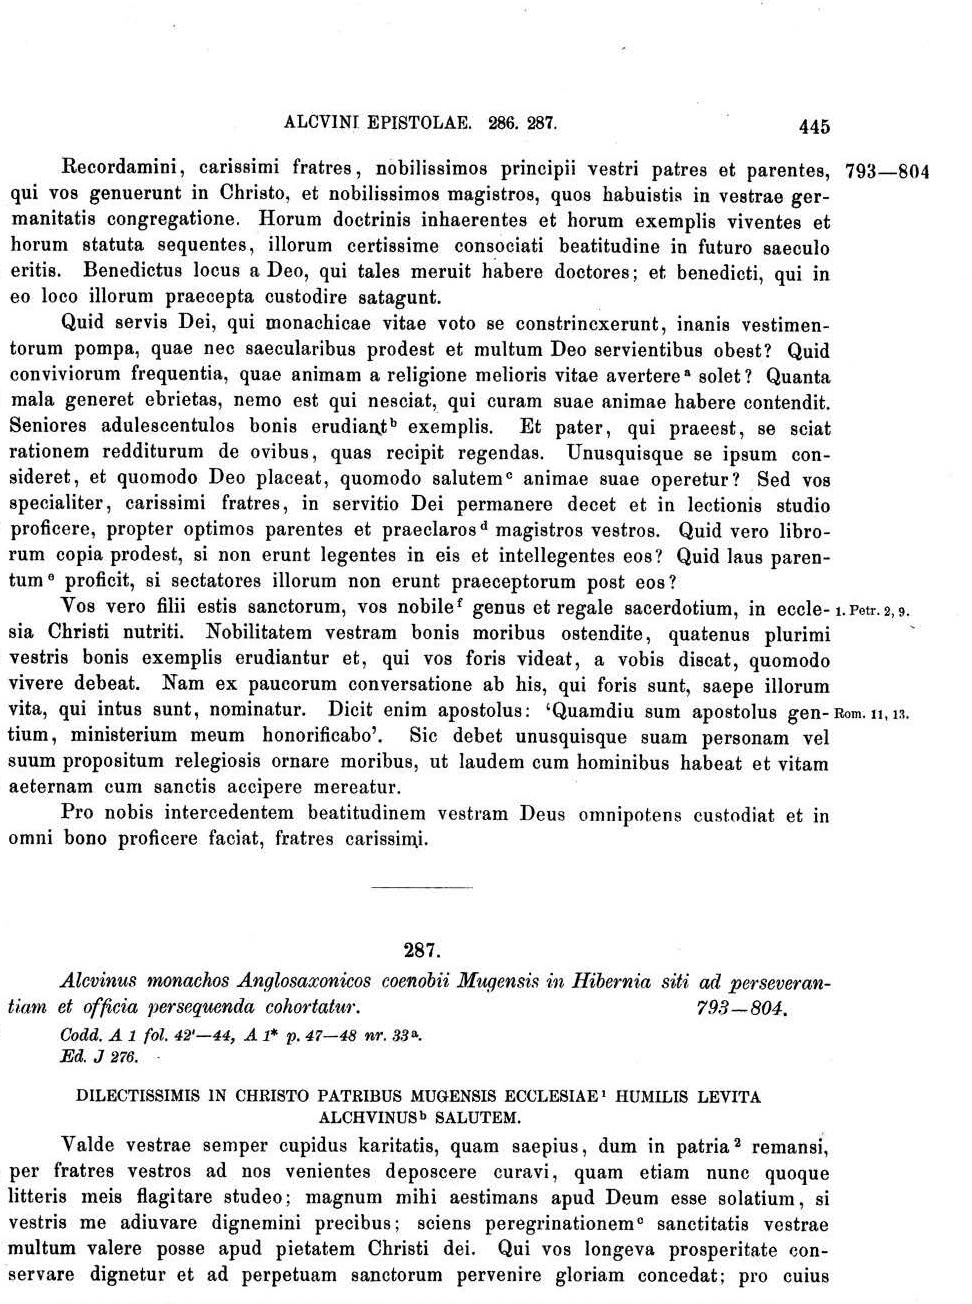 ALCVINI EPISTOLAE. 286. 287. 445
Recordamini, carissimi fratres, nobilissimos principii vestri patres et parentes, 793—804
qui vos genuerunt in Christo, et nobilissimos magistros, quos habuistis in vestrae ger-
manitatis congregatione. Horum doctrinis inhaerentes et horum exemplis viventes et
horum statuta sequentes, illorum certissime consociati beatitudine in futuro saeculo
eritis. Benedictus locus a Deo, qui tales meruit habere doctores; et benedicti, qui in
eo loco illorum praecepta custodire satagunt.
Quid servis Dei, qui monachicae vitae voto se constrincxerunt, inanis vestimen-
torum pompa, quae nec saecularibus prodest et multum Deo servientibus obest? Quid
conviviorum frequentia, quae animam a religione melioris vitae avertere ᵃ solet? Quanta
mala generet ebrietas, nemo est qui nesciat, qui curam suae animae habere contendit.
Seniores adulescentulos bonis erudiant ᵇ exemplis. Et pater, qui praeest, se sciat
rationem redditurum de ovibus, quas recipit regendas. Unusquisque se ipsum con-
sideret, et quomodo Deo placeat, quomodo salutem ᶜ animae suae operetur? Sed vos
specialiter, carissimi fratres, in servitio Dei permanere decet et in lectionis studio
proficere, propter optimos parentes et praeclaros ᵈ magistros vestros. Quid vero libro-
rum copia prodest, si non erunt legentes in eis et intellegentes eos? Quid laus paren-
tum ᵉ proficit, si sectatores illorum non erunt praeceptorum post eos?
Vos vero filii estis sanctorum, vos nobile ᶠ genus et regale sacerdotium, in eccle- 1. Petr. 2, 9.
sia Christi nutriti. Nobilitatem vestram bonis moribus ostendite, quatenus plurimi
vestris bonis exemplis erudiantur et, qui vos foris videat, a vobis discat, quomodo
vivere debeat. Nam ex paucorum conversatione ab his, qui foris sunt, saepe illorum
vita, qui intus sunt, nominatur. Dicit enim apostolus: ‘Quamdiu sum apostolus gen- Rom. 11, 13.
tium, ministerium meum honorificabo’. Sic debet unusquisque suam personam vel
suum propositum relegiosis ornare moribus, ut laudem cum hominibus habeat et vitam
aeternam cum sanctis accipere mereatur.
Pro nobis intercedentem beatitudinem vestram Deus omnipotens custodiat et in
omni bono proficere faciat, fratres carissimi.
287.
Alcvinus monachos Anglosaxonicos coenobii Mugensis in Hibernia siti ad perseveran-
tiam et officia persequenda cohortatur. 793—804.
Codd. A 1 fol. 42'—44, A 1* p. 47—48 nr. 33ᵃ.
Ed. J 276.
DILECTISSIMIS IN CHRISTO PATRIBUS MUGENSIS ECCLESIAE ¹ HUMILIS LEVITA
ALCHVINUS ᵇ SALUTEM.
Valde vestrae semper cupidus karitatis, quam saepius, dum in patria ² remansi,
per fratres vestros ad nos venientes deposcere curavi, quam etiam nunc quoque
litteris meis flagitare studeo; magnum mihi aestimans apud Deum esse solatium, si
vestris me adiuvare dignemini precibus; sciens peregrinationem ᶜ sanctitatis vestrae
multum valere posse apud pietatem Christi dei. Qui vos longeva prosperitate con-
servare dignetur et ad perpetuam sanctorum pervenire gloriam concedat; pro cuius